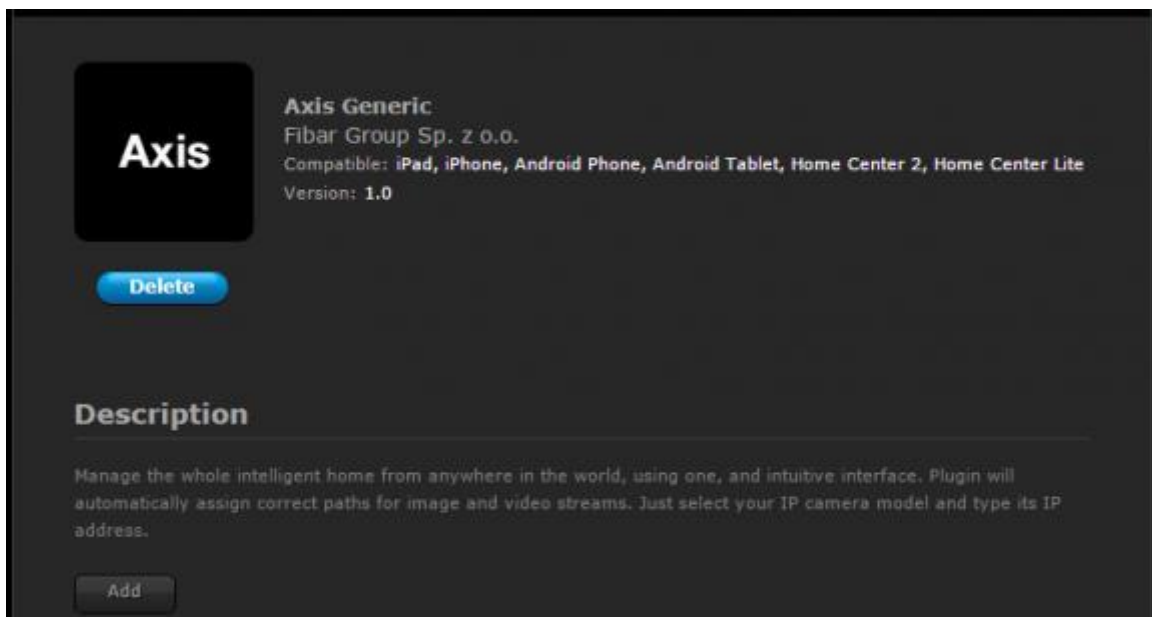 Axis
Axis Generic
Fibar Group Sp. z o.o.
Compatible: iPad, iPhone, Android Phone, Android Tablet, Home Center 2, Home Center Lite
Version: 1.0
Delete
Description
Manage the whole intelligent home from anywhere in the world, using one, and intuitive interface. Plugin will
automatically assign correct paths for image and video streams. Just select your IP camera model and type its IP
address.
Add